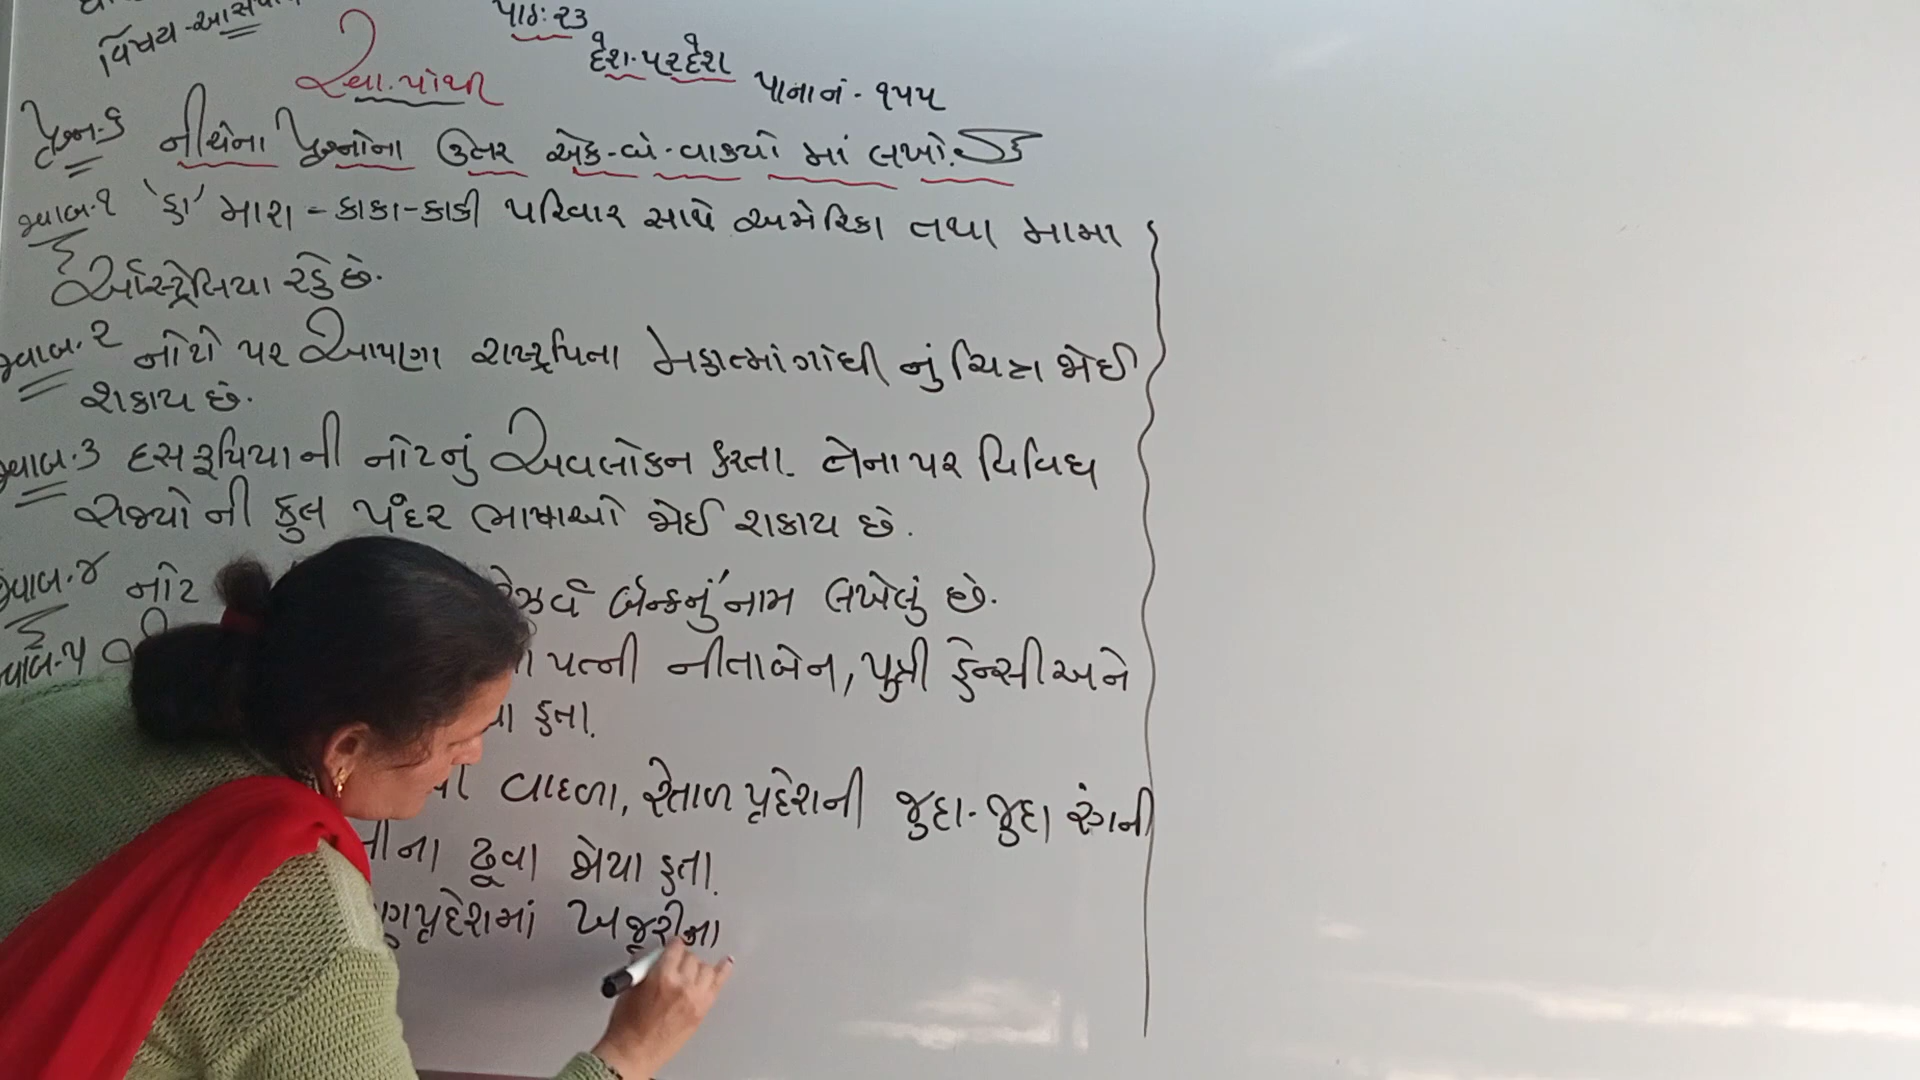 વિષય-આસપાસ
પાઠ: ૨૩
દેશ-પરદેશ
સ્વા.પોથી
પાના નં - ૧૫૫
પ્રશ્ન-૬ નીચેના પ્રશ્નોના ઉત્તર એક-બે-વાક્યો માં લખો.
જવાબ-૧ 'હા' મારા - કાકા-કાકી પરિવાર સાથે અમેરિકા તથા મામા
ઑસ્ટ્રેલિયા રહે છે.
જવાબ.૨ નોટો પર આપણા રાષ્ટ્રપિતા મહાત્માં ગાંધી નું ચિત્ર જોઈ
શકાય છે.
જવાબ.૩ દસ રૂપિયા ની નોટનું અવલોકન કરતા તેના પર વિવિધ
રાજ્યો ની કુલ પંદર ભાષાઓ જોઈ શકાય છે.
જવાબ.૪ નોટ રિઝર્વ બેન્કનું" નામ લખેલું છે.
જવાબ-૫ પત્ની નીતાબેન, પુત્રી ફેન્સી અને
હતા.
વાદળા, રેતાળ પ્રદેશની જુદા-જુદા રંગની
ઢૂવા જોયા હતા.
રણપ્રદેશમાં ખજૂરીના